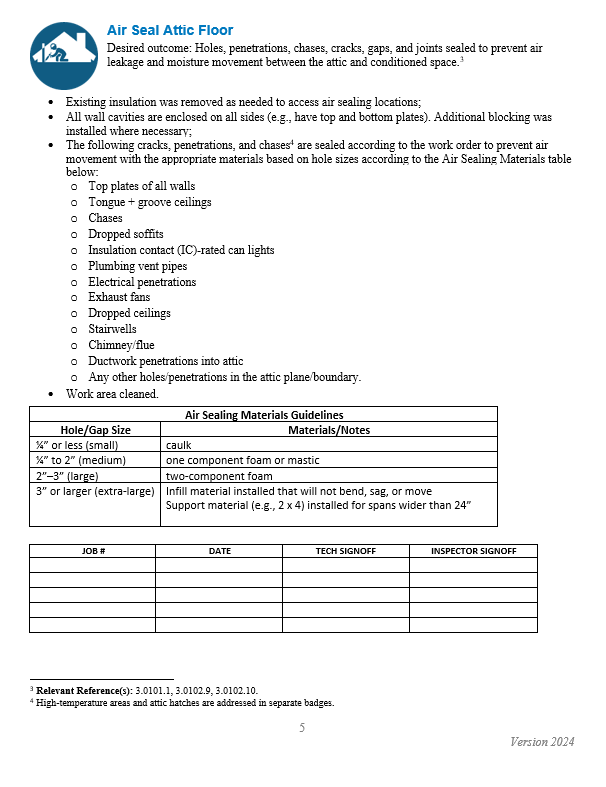 Air Seal Attic Floor
Desired outcome: Holes, penetrations, chases, cracks, gaps, and joints sealed to prevent air
leakage and moisture movement between the attic and conditioned space.³
• Existing insulation was removed as needed to access air sealing locations;
• All wall cavities are enclosed on all sides (e.g., have top and bottom plates). Additional blocking was
installed where necessary;
• The following cracks, penetrations, and chases⁴ are sealed according to the work order to prevent air
movement with the appropriate materials based on hole sizes according to the Air Sealing Materials table
below:
o Top plates of all walls
o Tongue + groove ceilings
o Chases
o Dropped soffits
o Insulation contact (IC)-rated can lights
o Plumbing vent pipes
o Electrical penetrations
o Exhaust fans
o Dropped ceilings
o Stairwells
o Chimney/flue
o Ductwork penetrations into attic
o Any other holes/penetrations in the attic plane/boundary.
• Work area cleaned.
Air Sealing Materials Guidelines
Hole/Gap Size Materials/Notes
¼” or less (small) caulk
¼” to 2” (medium) one component foam or mastic
2”–3” (large) two-component foam
3” or larger (extra-large) Infill material installed that will not bend, sag, or move
Support material (e.g., 2 x 4) installed for spans wider than 24”
JOB # DATE TECH SIGNOFF INSPECTOR SIGNOFF
³ Relevant Reference(s): 3.0101.1, 3.0102.9, 3.0102.10.
⁴ High-temperature areas and attic hatches are addressed in separate badges.
5
Version 2024